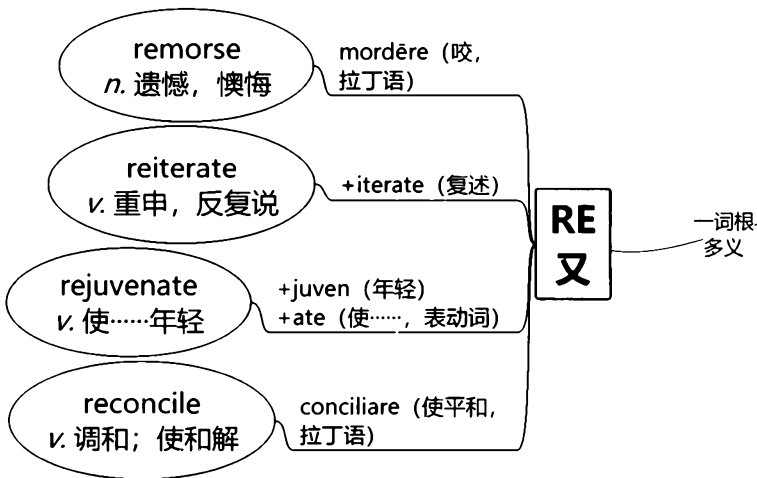 remorse
n. 遗憾，懊悔
mordēre（咬，
拉丁语）
reiterate
v. 重申，反复说
+iterate（复述）
rejuvenate
v. 使……年轻
+juven（年轻）
+ate（使……，表动词）
reconcile
v. 调和；使和解
conciliare（使平和，
拉丁语）
RE
又
一词根
多义